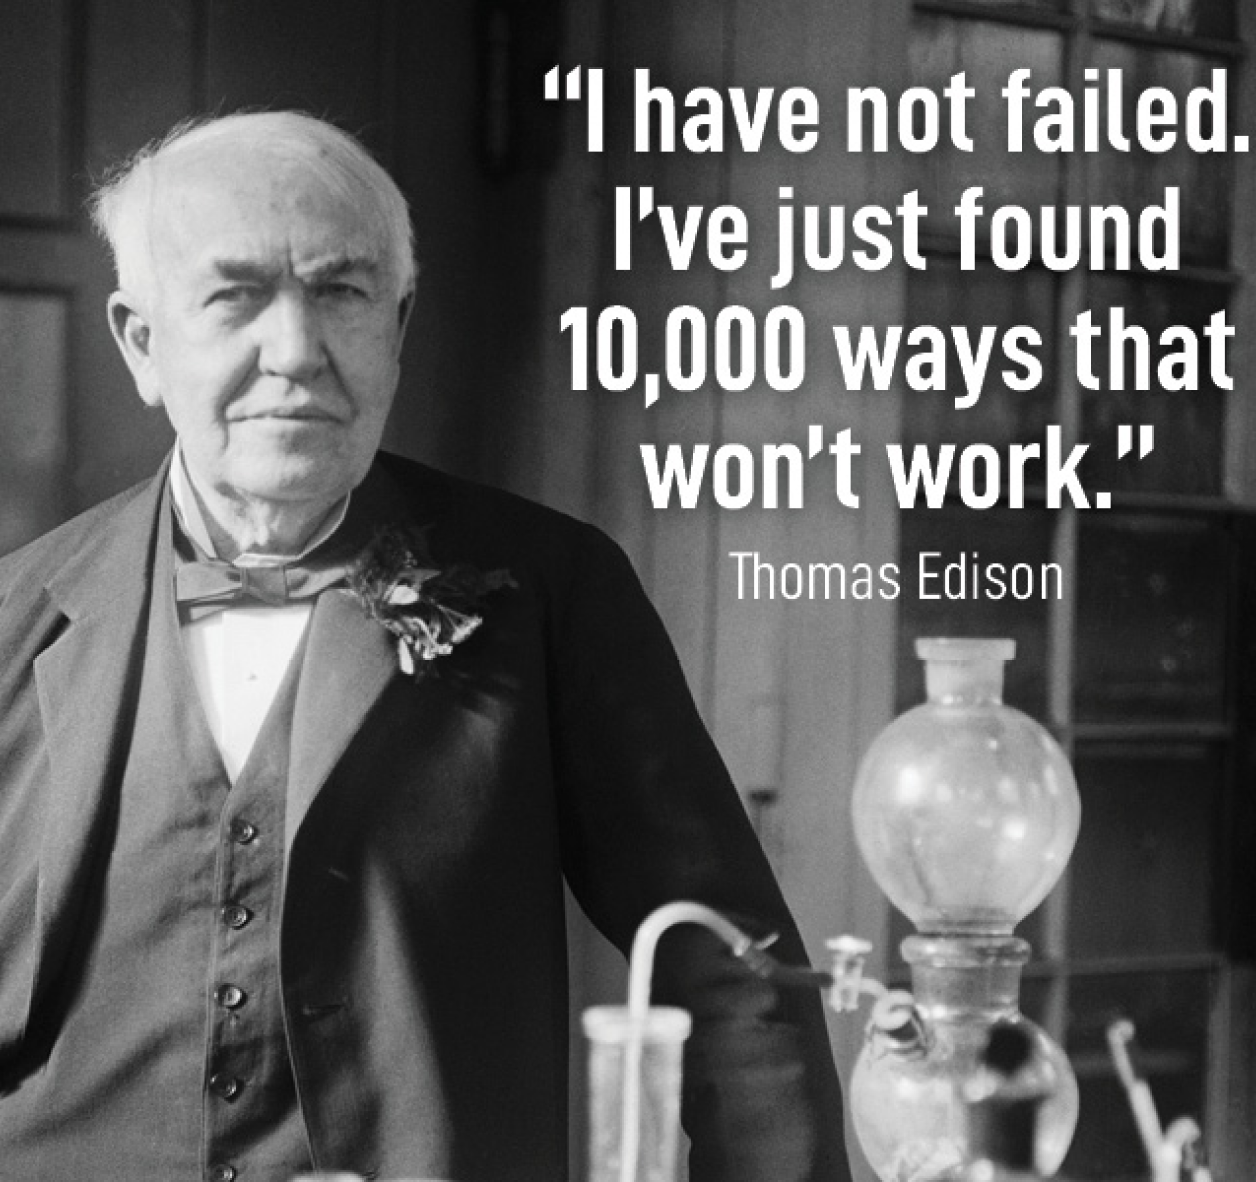 “I have not failed.
I’ve just found
10,000 ways that
won’t work.”
Thomas Edison